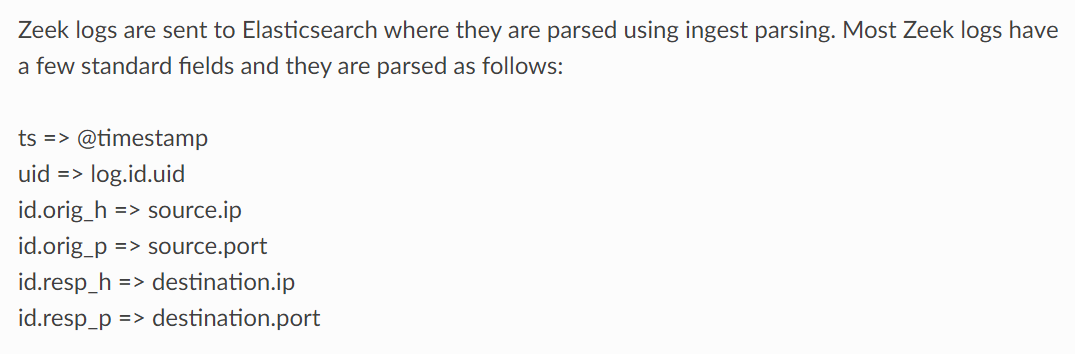 Zeek logs are sent to Elasticsearch where they are parsed using ingest parsing. Most Zeek logs have
a few standard fields and they are parsed as follows:
ts => @timestamp
uid => log.id.uid
id.orig_h => source.ip
id.orig_p => source.port
id.resp_h => destination.ip
id.resp_p => destination.port